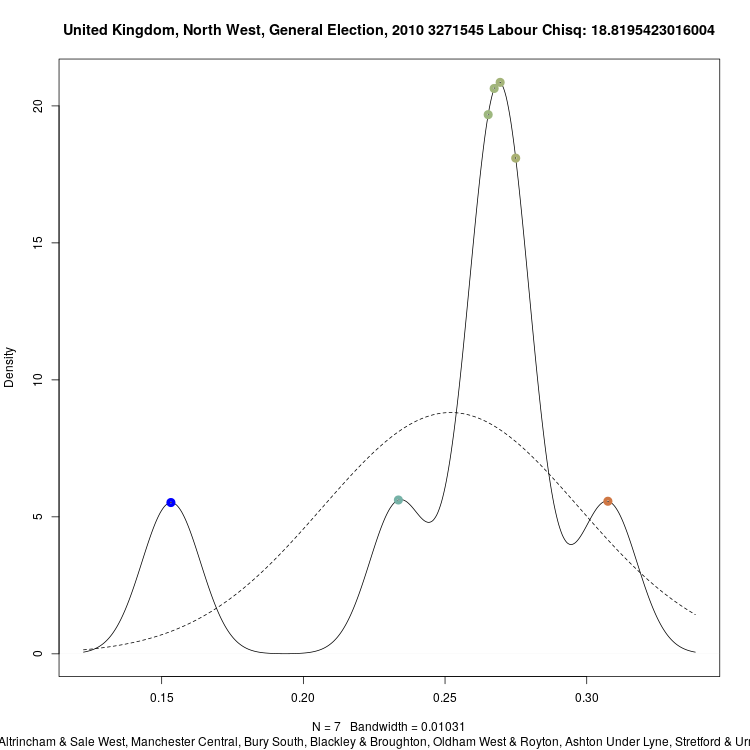 United Kingdom, North West, General Election, 2010 3271545 Labour Chisq: 18.8195423016004
Density
20
15
10
5
0
0.15 0.20 0.25 0.30
N = 7 Bandwidth = 0.01031
Altrincham & Sale West, Manchester Central, Bury South, Blackley & Broughton, Oldham West & Royton, Ashton Under Lyne, Stretford &